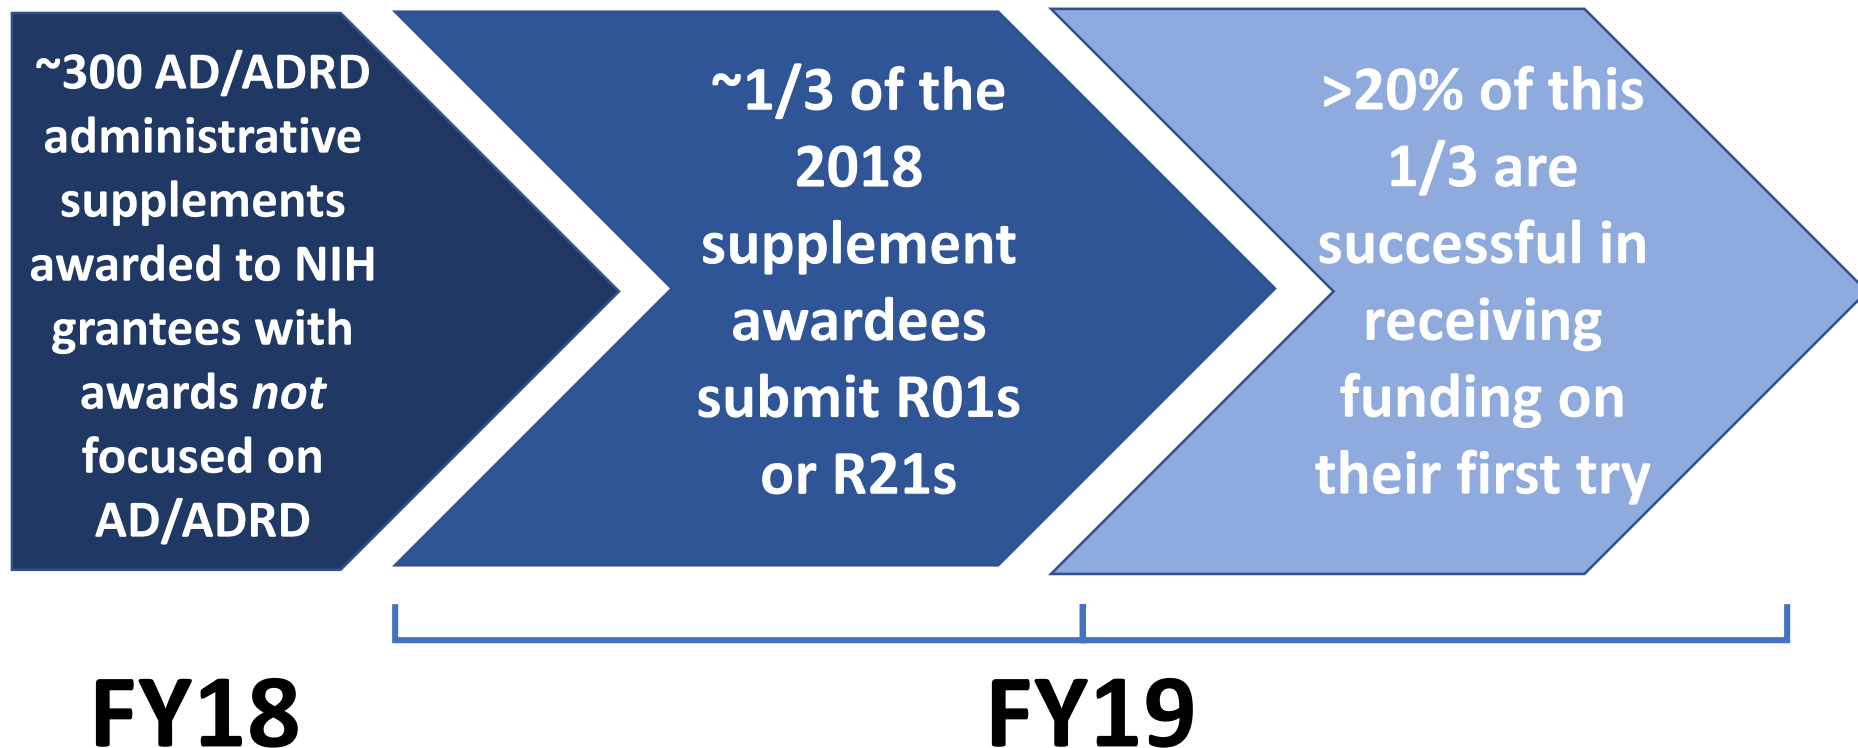 ~300 AD/ADRD
administrative
supplements
awarded to NIH
grantees with
awards not
focused on
AD/ADRD
~1/3 of the
2018
supplement
awardees
submit R01s
or R21s
>20% of this
1/3 are
successful in
receiving
funding on
their first try
FY18
FY19